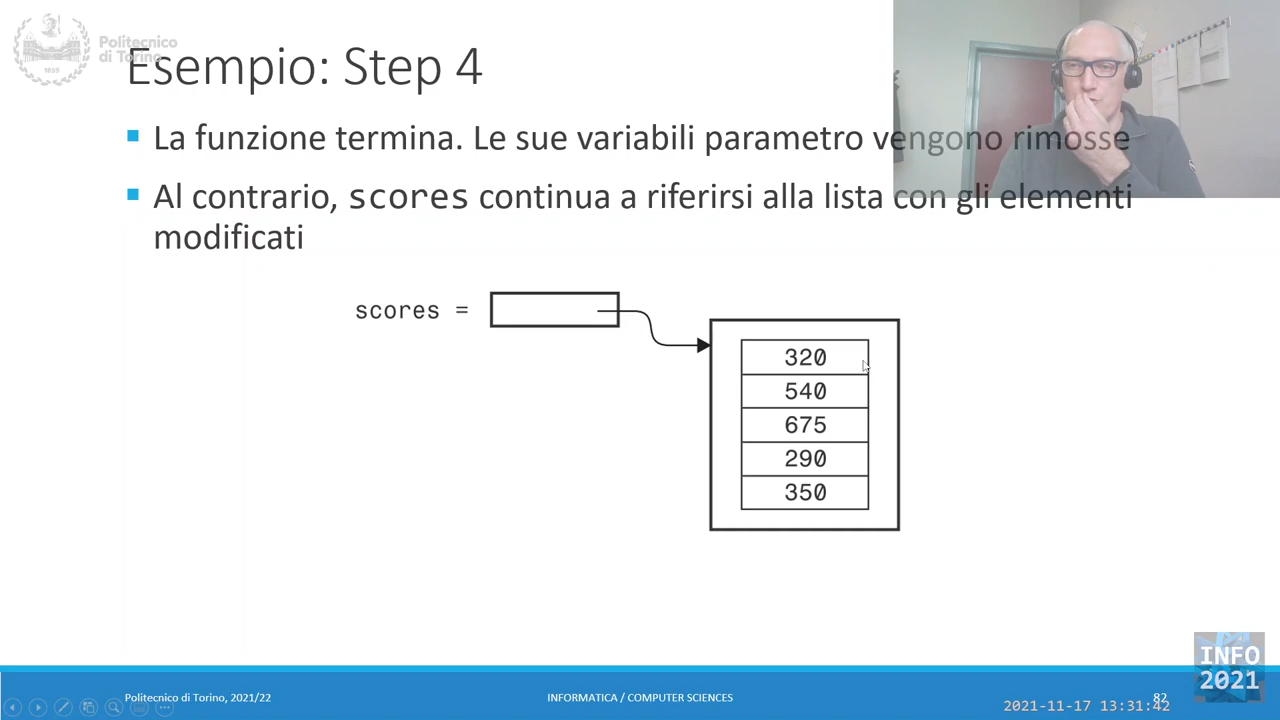 Politecnico
di Torino
1859
Esempio: Step 4
La funzione termina. Le sue variabili parametro vengono rimosse
Al contrario, scores continua a riferirsi alla lista con gli elementi
modificati
scores =
320
540
675
290
350
INFO
2021
Politecnico di Torino, 2021/22
INFORMATICA / COMPUTER SCIENCES
82
2021-11-17 13:31:42